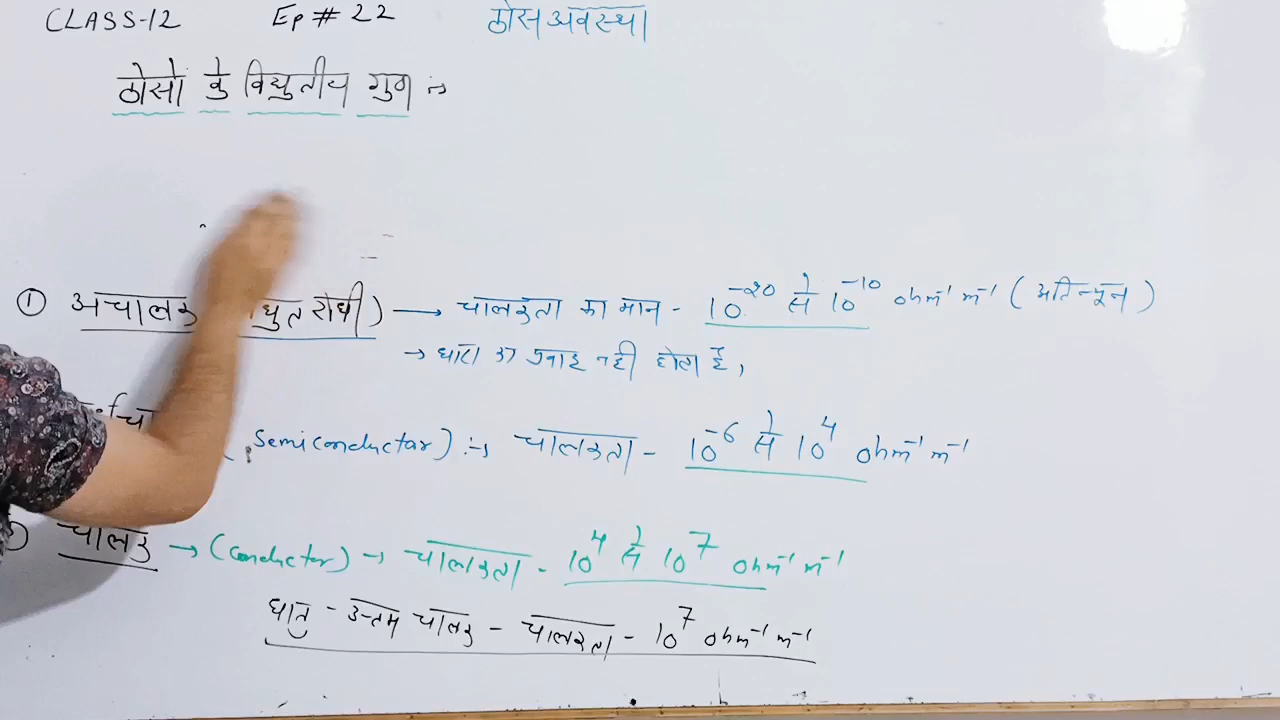 CLASS-12 Ep # 22 ठोस अवस्था
ठोसो के विद्युतीय गुण :→
① अचालक द्युत रोधी) → चालकता का मान - 10⁻²⁰ से 10⁻¹⁰ ohm⁻¹ m⁻¹ (अतिन्यून)
→ धारा का प्रवाह नही होता है,
(Semiconductar) :→ चालकता - 10⁻⁶ से 10⁴ ohm⁻¹ m⁻¹
चालक → (Conductor) → चालकता - 10⁴ से 10⁷ ohm⁻¹ m⁻¹
धातु - उत्तम चालक - चालकता - 10⁷ ohm⁻¹ m⁻¹